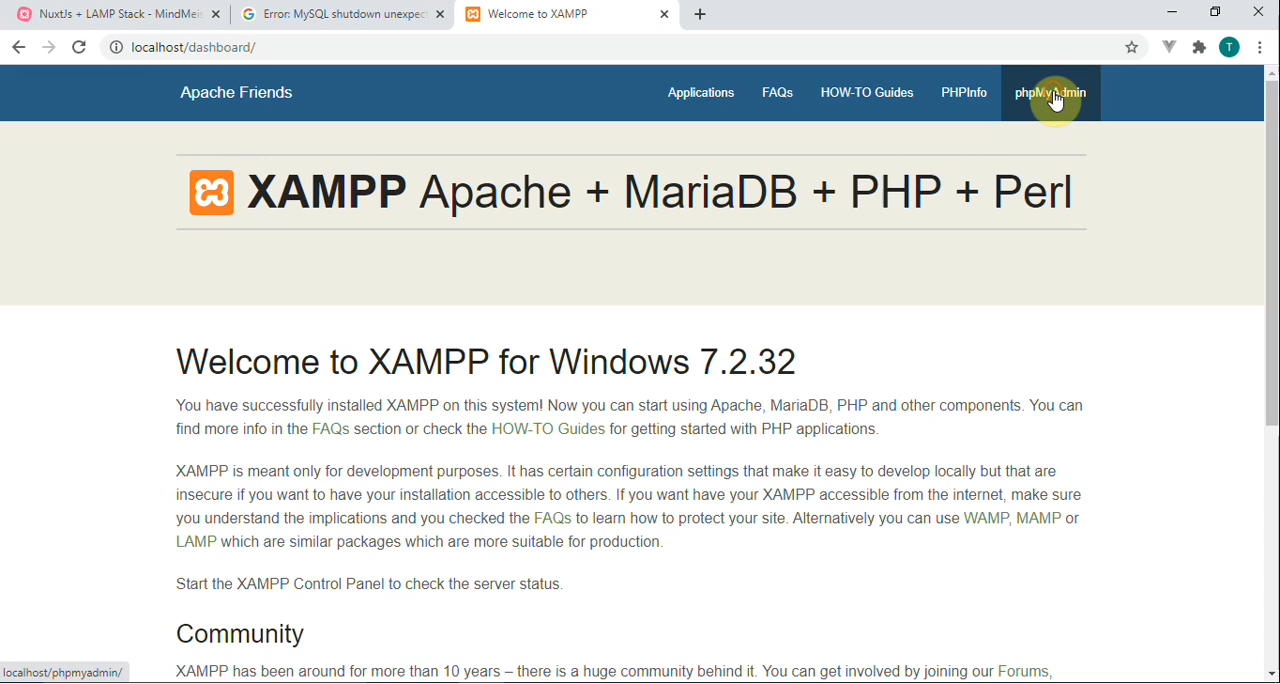 NuxtJs + LAMP Stack - MindMeis
Error: MySQL shutdown unexpect
Welcome to XAMPP
localhost/dashboard/
T
Apache Friends
Applications
FAQs
HOW-TO Guides
PHPInfo
phpMyAdmin
XAMPP Apache + MariaDB + PHP + Perl
Welcome to XAMPP for Windows 7.2.32
You have successfully installed XAMPP on this system! Now you can start using Apache, MariaDB, PHP and other components. You can
find more info in the FAQs section or check the HOW-TO Guides for getting started with PHP applications.
XAMPP is meant only for development purposes. It has certain configuration settings that make it easy to develop locally but that are
insecure if you want to have your installation accessible to others. If you want have your XAMPP accessible from the internet, make sure
you understand the implications and you checked the FAQs to learn how to protect your site. Alternatively you can use WAMP, MAMP or
LAMP which are similar packages which are more suitable for production.
Start the XAMPP Control Panel to check the server status.
Community
XAMPP has been around for more than 10 years – there is a huge community behind it. You can get involved by joining our Forums,
localhost/phpmyadmin/